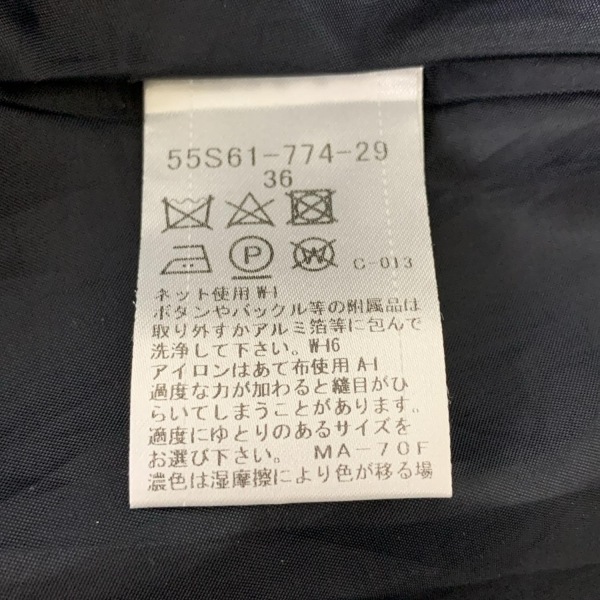 55S61-774-29
36
P W C-013
ネット使用 W-1
ボタンやバックル等の附属品は
取り外すかアルミ箔等に包んで
洗浄して下さい。W-16
アイロンはあて布使用 A-1
過度な力が加わると縫目がひ
らいてしまうことがあります。
適度にゆとりのあるサイズを
お選び下さい。 MA-70F
濃色は湿摩擦により色が移る場